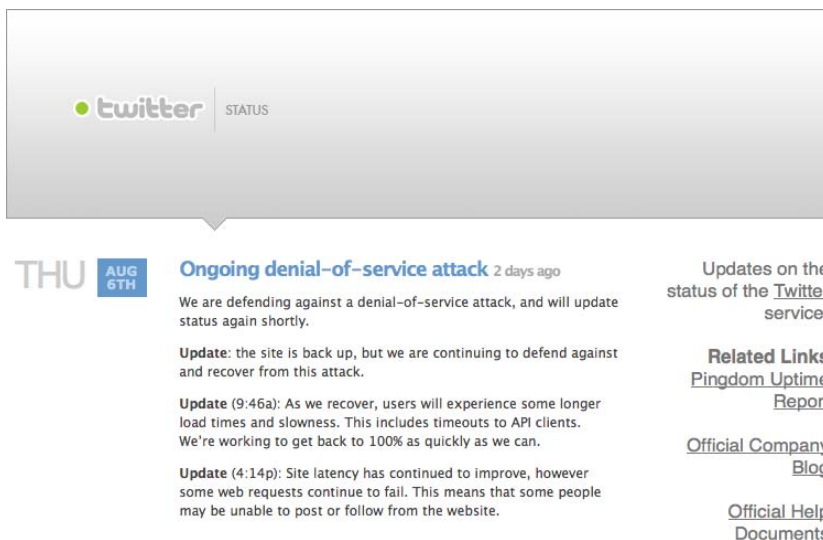 twitter STATUS
THU AUG 6TH
Ongoing denial-of-service attack 2 days ago
We are defending against a denial-of-service attack, and will update
status again shortly.
Update: the site is back up, but we are continuing to defend against
and recover from this attack.
Update (9:46a): As we recover, users will experience some longer
load times and slowness. This includes timeouts to API clients.
We're working to get back to 100% as quickly as we can.
Update (4:14p): Site latency has continued to improve, however
some web requests continue to fail. This means that some people
may be unable to post or follow from the website.
Updates on the
status of the Twitte
service
Related Links
Pingdom Uptime
Repor
Official Company
Blog
Official Help
Documents